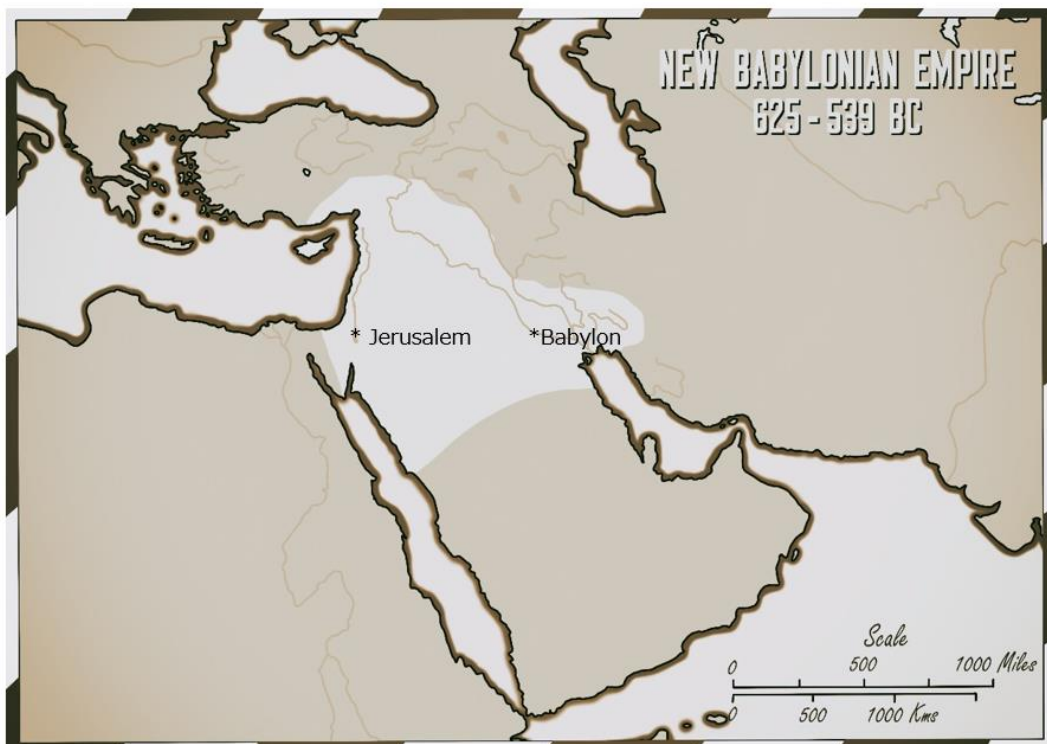 NEW BABYLONIAN EMPIRE
625 - 539 BC
* Jerusalem
*Babylon
Scale
0 500 1000 Miles
0 500 1000 Kms